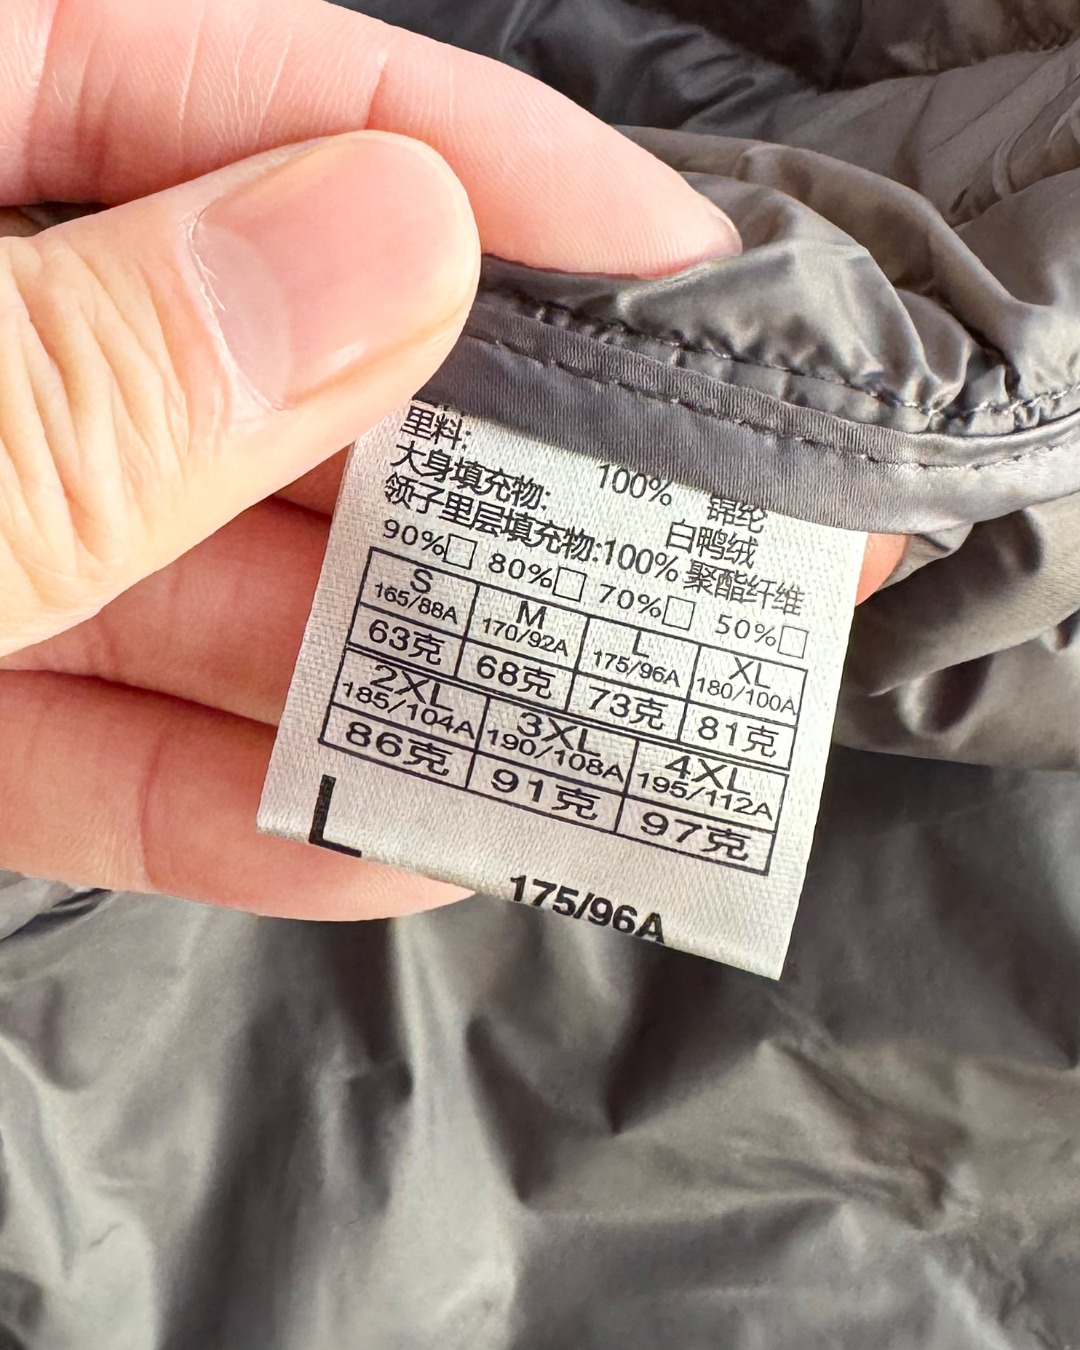 里料: 100% 锦纶
大身填充物: 白鸭绒
领子里层填充物:100% 聚酯纤维
90%□ 80%□ 70%□ 50%□
S M L XL
165/88A 170/92A 175/96A 180/100A
63克 68克 73克 81克
2XL 3XL 4XL
185/104A 190/108A 195/112A
86克 91克 97克
L 175/96A